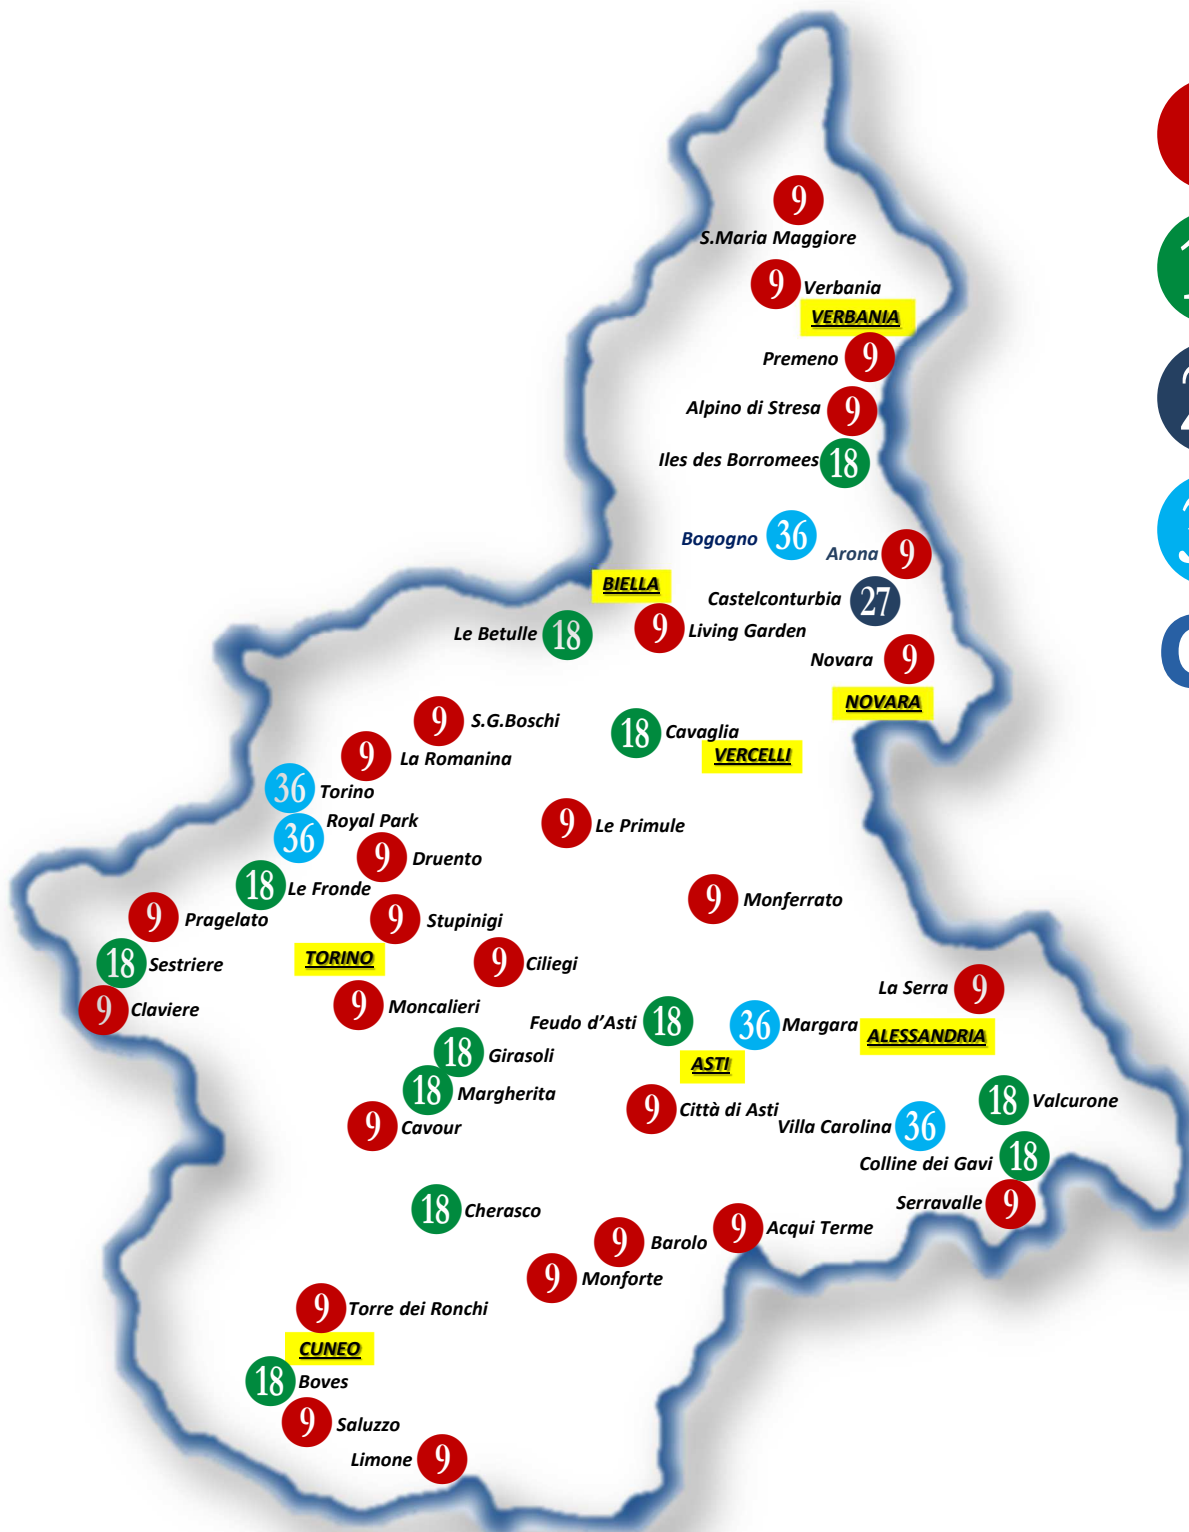 9
S.Maria Maggiore
9 Verbania
VERBANIA
Premeno 9
Alpino di Stresa 9
Iles des Borromees 18
Bogogno 36
Arona 9
BIELLA
Castelconturbia 27
Le Betulle 18
9 Living Garden
Novara 9
NOVARA
9 S.G.Boschi
18 Cavaglia
VERCELLI
9 La Romanina
36 Torino
36 Royal Park
9 Le Primule
9 Druento
18 Le Fronde
9 Monferrato
9 Pragelato
9 Stupinigi
TORINO
18 Sestriere
9 Ciliegi
La Serra 9
9 Claviere
9 Moncalieri
Feudo d'Asti 18
36 Margara
ALESSANDRIA
18 Girasoli
ASTI
18 Margherita
9 Città di Asti
18 Valcurone
9 Cavour
Villa Carolina 36
Colline dei Gavi 18
18 Cherasco
Serravalle 9
9 Acqui Terme
9 Barolo
9 Monforte
9 Torre dei Ronchi
CUNEO
18 Boves
9 Saluzzo
Limone 9